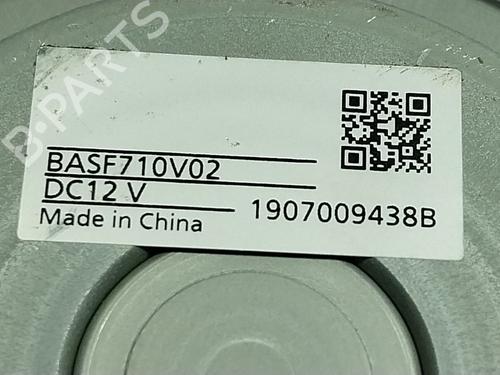 B-PARTS
BASF710V02
DC12 V
1907009438B
Made in China